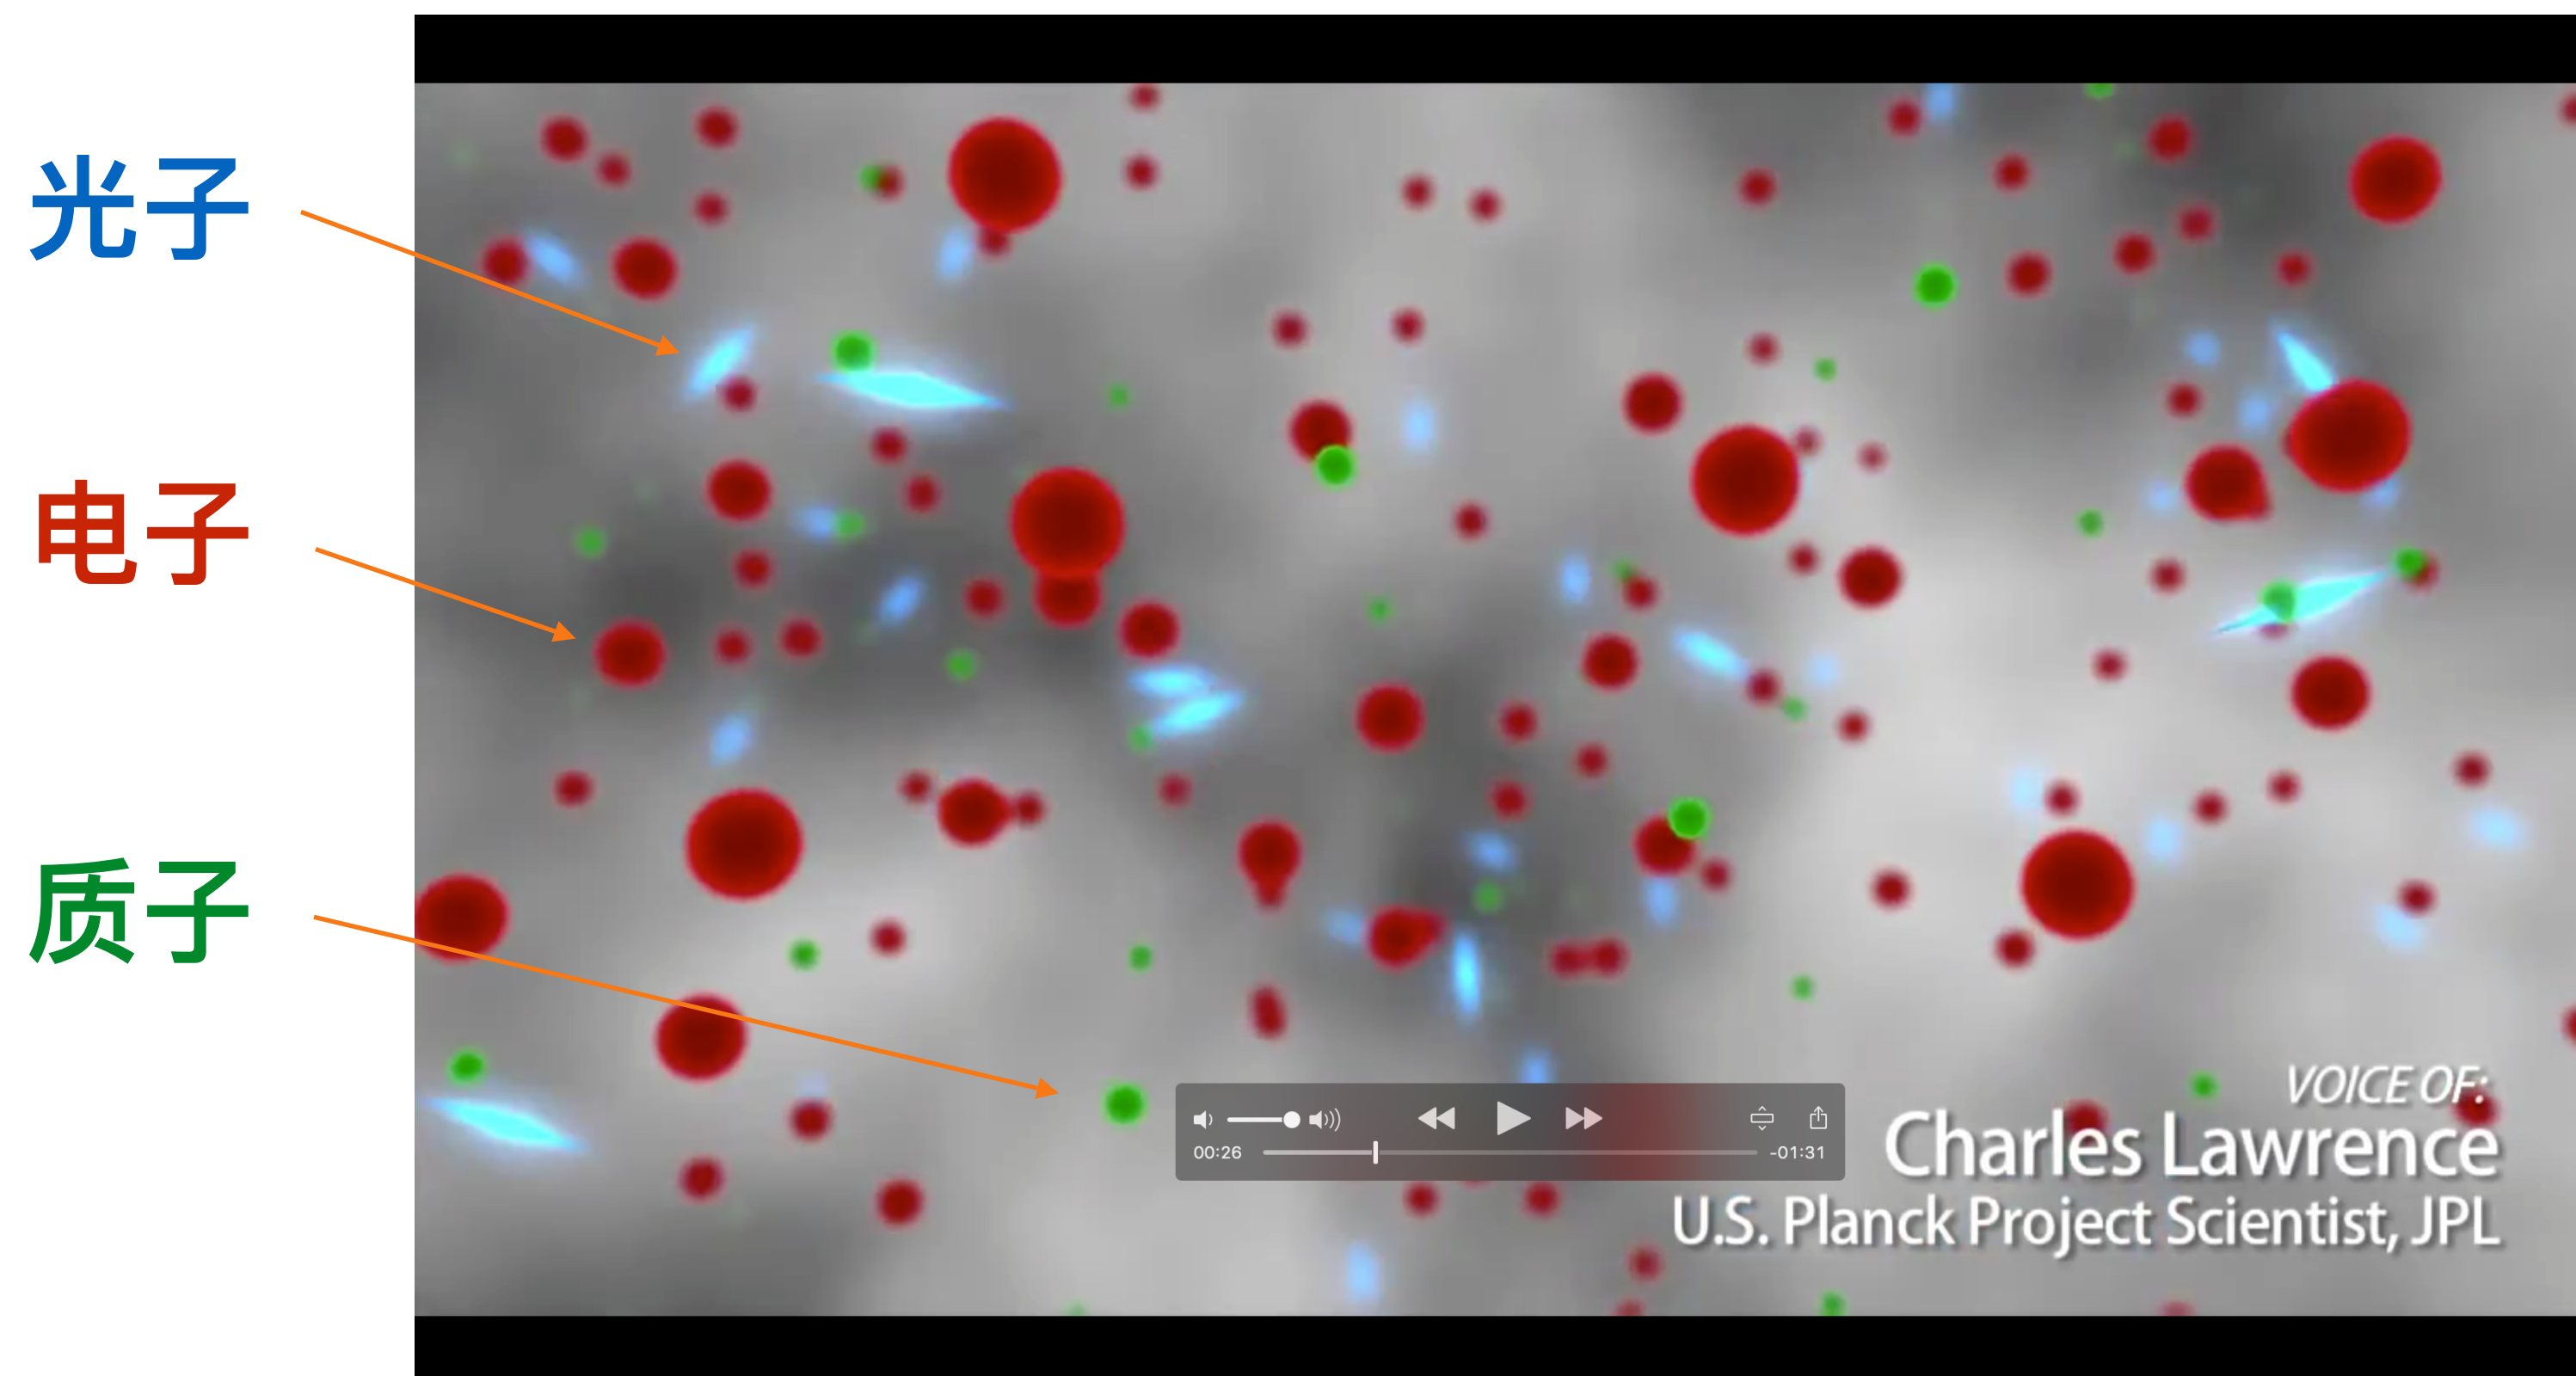 光子
电子
质子
VOICE OF:
Charles Lawrence
U.S. Planck Project Scientist, JPL
00:26
-01:31